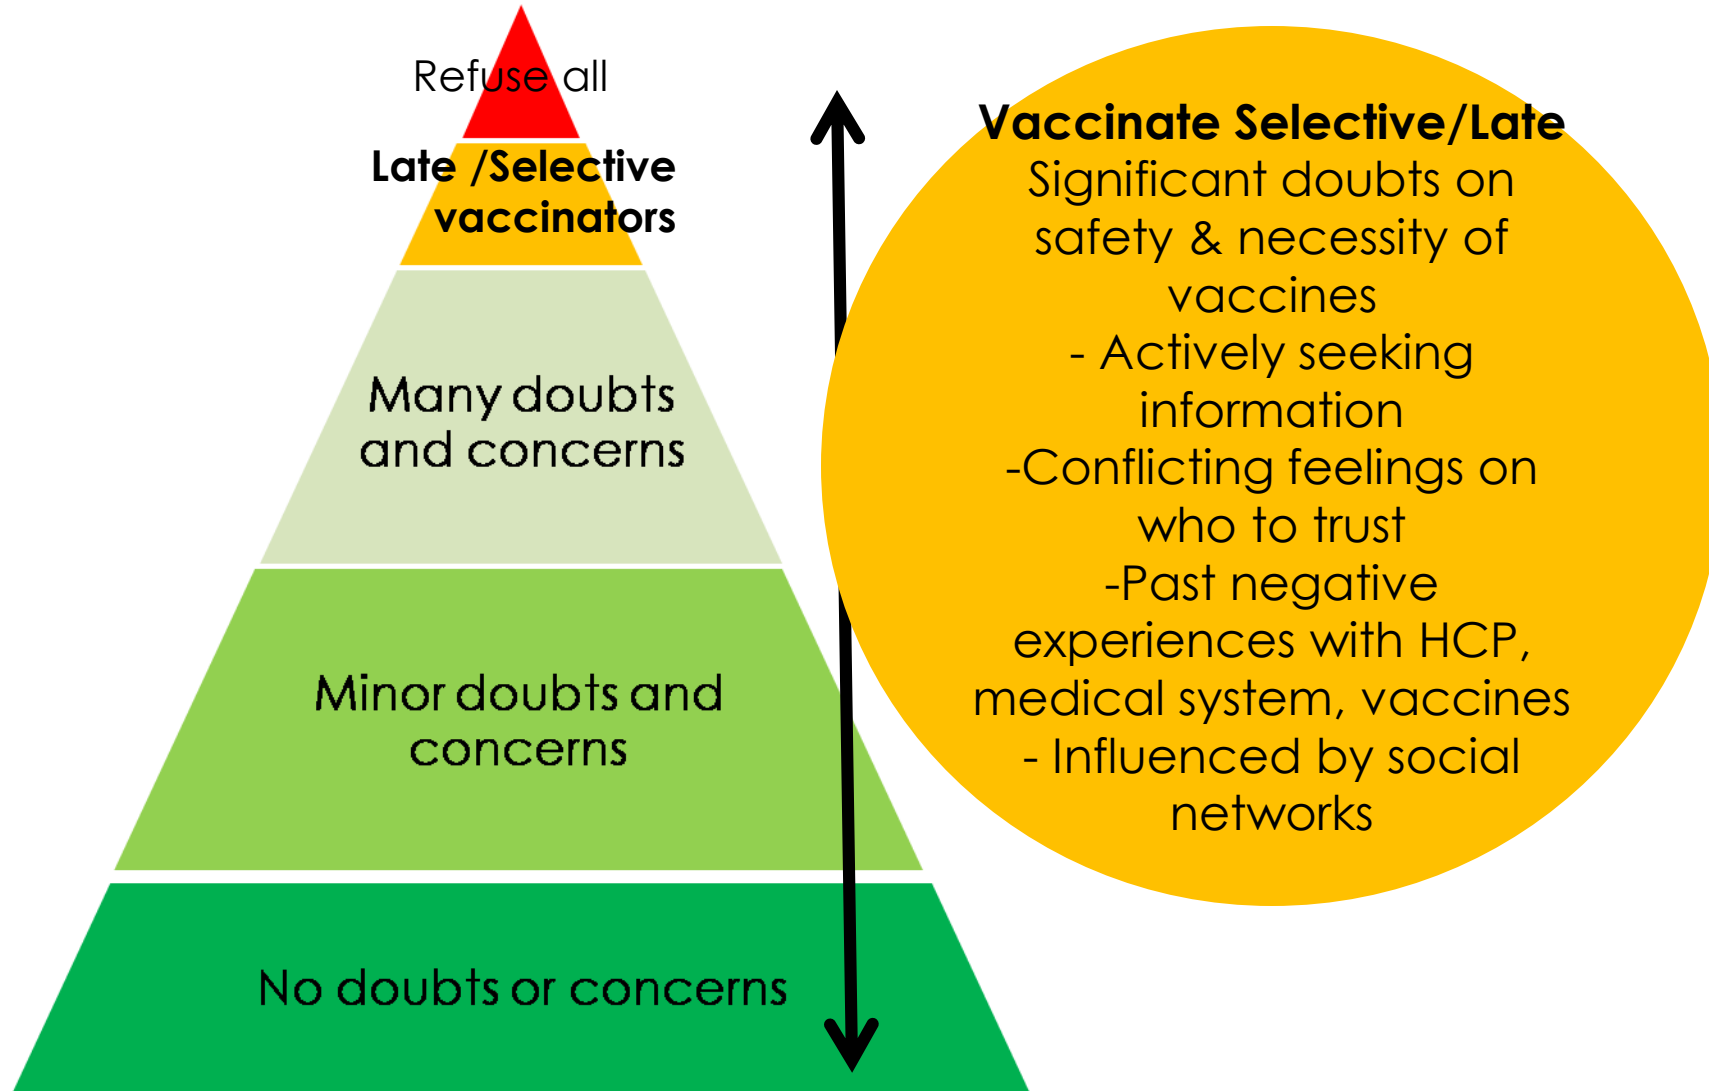 Refuse all
Late /Selective
vaccinators
Many doubts
and concerns
Minor doubts and
concerns
No doubts or concerns
Vaccinate Selective/Late
Significant doubts on
safety & necessity of
vaccines
- Actively seeking
information
-Conflicting feelings on
who to trust
-Past negative
experiences with HCP,
medical system, vaccines
- Influenced by social
networks